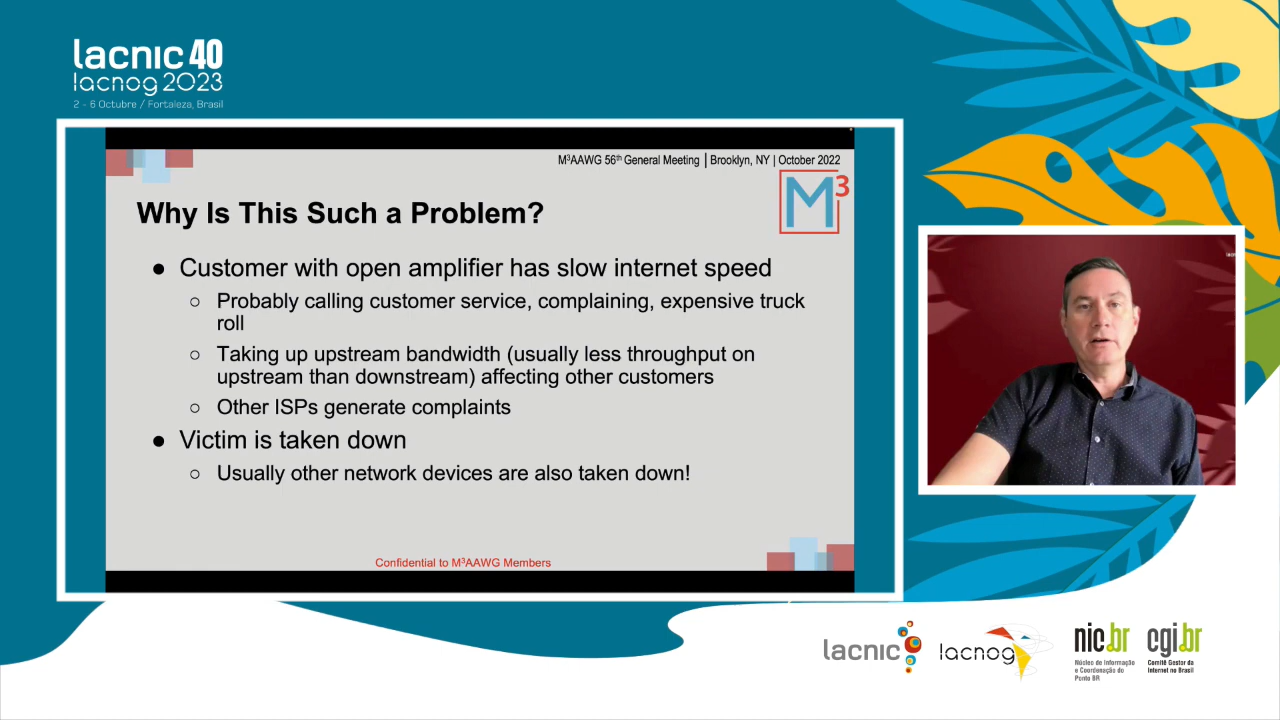 lacnic 40
lacnog 2023
2 - 6 Octubre / Fortaleza, Brasil
M³AAWG 56th General Meeting | Brooklyn, NY | October 2022
M3
Why Is This Such a Problem?
● Customer with open amplifier has slow internet speed
○ Probably calling customer service, complaining, expensive truck
roll
○ Taking up upstream bandwidth (usually less throughput on
upstream than downstream) affecting other customers
○ Other ISPs generate complaints
● Victim is taken down
○ Usually other network devices are also taken down!
Confidential to M³AAWG Members
lacnic
lacnog
nic.br
Núcleo de Informação
e Coordenação do
Ponto BR
cgi.br
Comitê Gestor da
Internet no Brasil